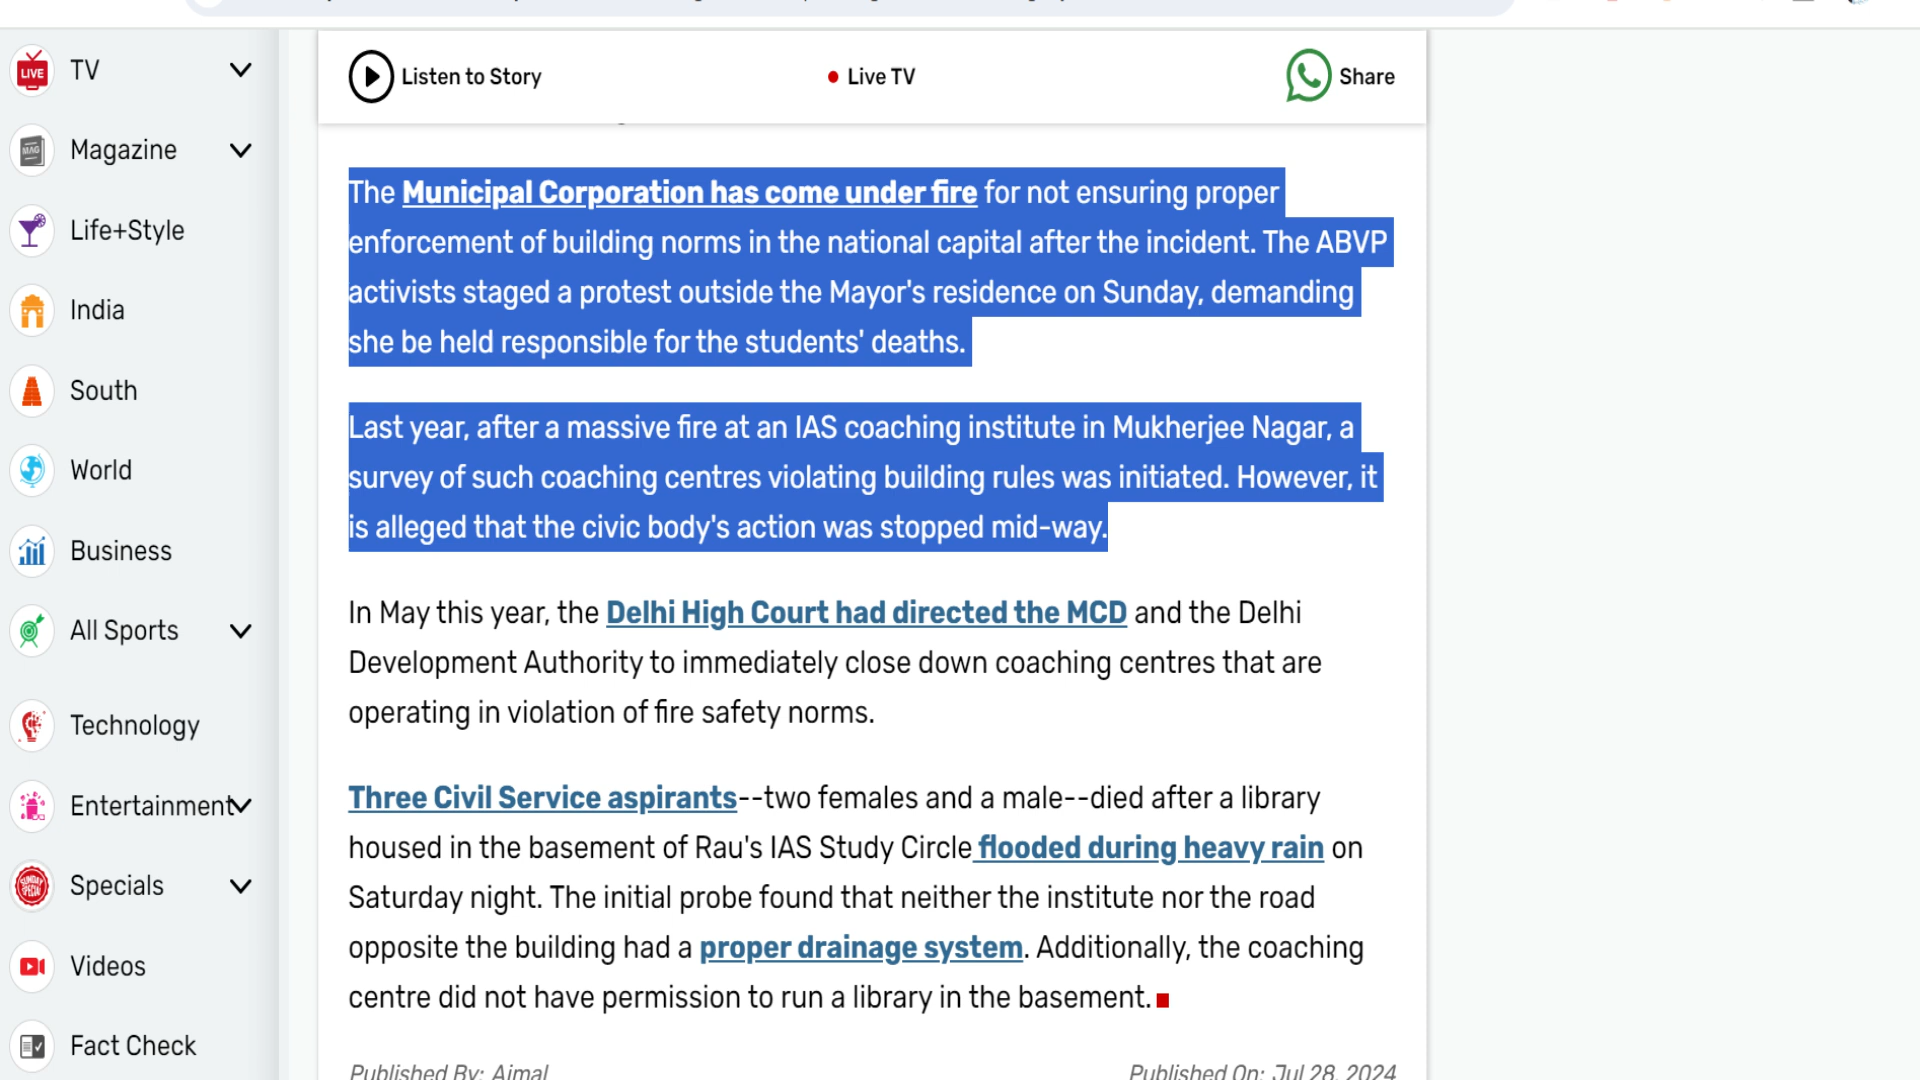 TV
Magazine
Life+Style
India
South
World
Business
All Sports
Technology
Entertainment
Specials
Videos
Fact Check
LIVE
MAG
SUNDAY SPECIAL
Listen to Story
Live TV
Share
The Municipal Corporation has come under fire for not ensuring proper
enforcement of building norms in the national capital after the incident. The ABVP
activists staged a protest outside the Mayor's residence on Sunday, demanding
she be held responsible for the students' deaths.
Last year, after a massive fire at an IAS coaching institute in Mukherjee Nagar, a
survey of such coaching centres violating building rules was initiated. However, it
is alleged that the civic body's action was stopped mid-way.
In May this year, the Delhi High Court had directed the MCD and the Delhi
Development Authority to immediately close down coaching centres that are
operating in violation of fire safety norms.
Three Civil Service aspirants--two females and a male--died after a library
housed in the basement of Rau's IAS Study Circle flooded during heavy rain on
Saturday night. The initial probe found that neither the institute nor the road
opposite the building had a proper drainage system. Additionally, the coaching
centre did not have permission to run a library in the basement.
Published By: Ajmal
Published On: Jul 28, 2024